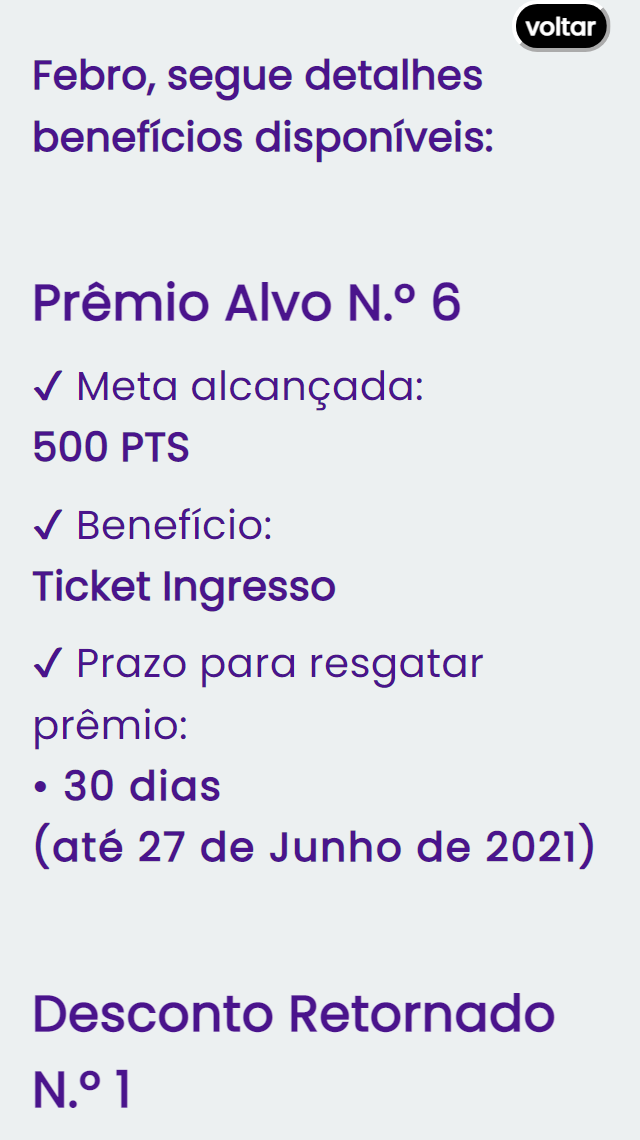 voltar
Febro, segue detalhes
benefícios disponíveis:
Prêmio Alvo N.º 6
✓ Meta alcançada:
500 PTS
✓ Benefício:
Ticket Ingresso
✓ Prazo para resgatar
prêmio:
• 30 dias
(até 27 de Junho de 2021)
Desconto Retornado
N.º 1